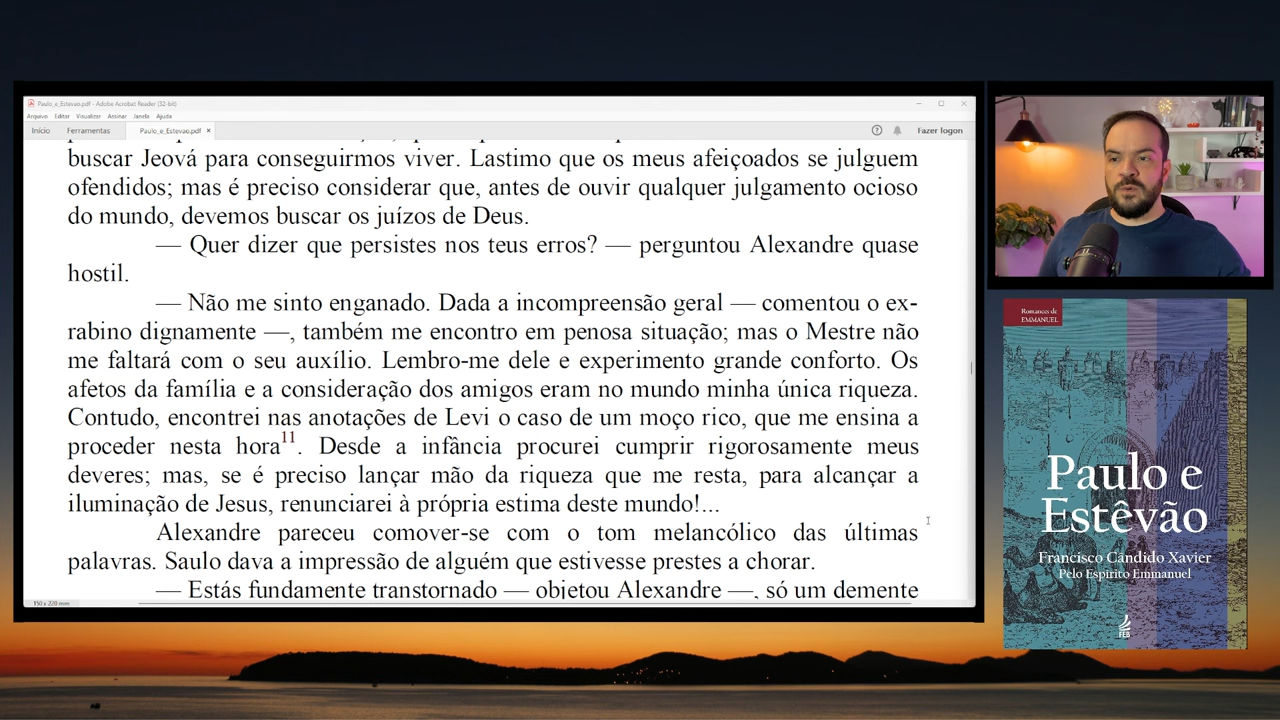 Paulo_e_Estevao.pdf - Adobe Acrobat Reader (32-bit)
Arquivo Editar Visualizar Assinar Janela Ajuda
Início Ferramentas Paulo_e_Estevao.pdf × Fazer logon
buscar Jeová para conseguirmos viver. Lastimo que os meus afeiçoados se julguem
ofendidos; mas é preciso considerar que, antes de ouvir qualquer julgamento ocioso
do mundo, devemos buscar os juízos de Deus.
— Quer dizer que persistes nos teus erros? — perguntou Alexandre quase
hostil.
— Não me sinto enganado. Dada a incompreensão geral — comentou o ex-
rabino dignamente —, também me encontro em penosa situação; mas o Mestre não
me faltará com o seu auxílio. Lembro-me dele e experimento grande conforto. Os
afetos da família e a consideração dos amigos eram no mundo minha única riqueza.
Contudo, encontrei nas anotações de Levi o caso de um moço rico, que me ensina a
proceder nesta hora11. Desde a infância procurei cumprir rigorosamente meus
deveres; mas, se é preciso lançar mão da riqueza que me resta, para alcançar a
iluminação de Jesus, renunciarei à própria estima deste mundo!...
Alexandre pareceu comover-se com o tom melancólico das últimas
palavras. Saulo dava a impressão de alguém que estivesse prestes a chorar.
— Estás fundamente transtornado — objetou Alexandre —, só um demente
150 x 220 mm
Romances de
EMMANUEL
Paulo e
Estêvão
Francisco Cândido Xavier
Pelo Espírito Emmanuel
FEB